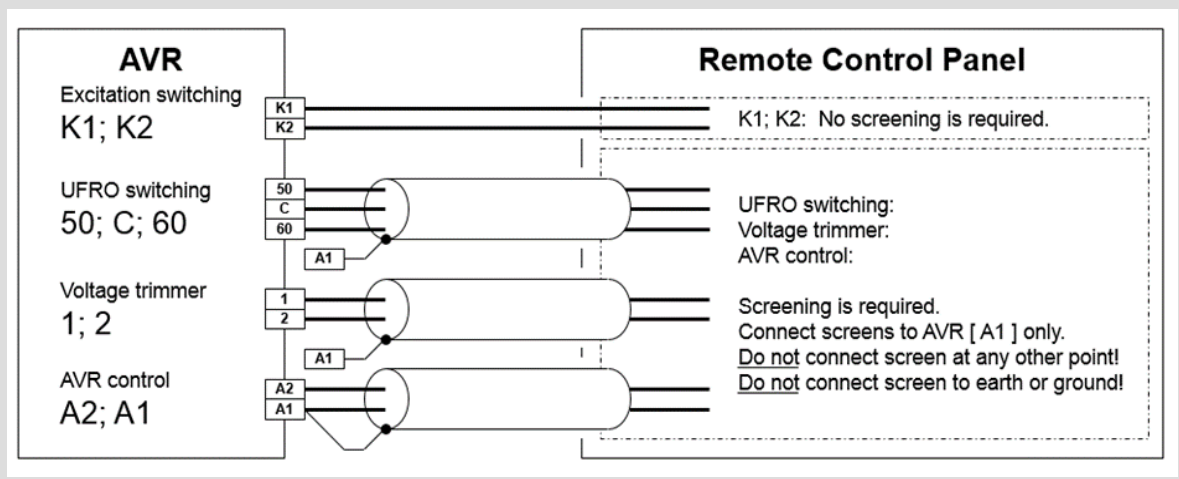 AVR
Excitation switching
K1; K2
K1
K2
UFRO switching
50; C; 60
50
C
60
A1
Voltage trimmer
1; 2
1
2
A1
AVR control
A2; A1
A2
A1
Remote Control Panel
K1; K2: No screening is required.
UFRO switching:
Voltage trimmer:
AVR control:
Screening is required.
Connect screens to AVR [ A1 ] only.
Do not connect screen at any other point!
Do not connect screen to earth or ground!